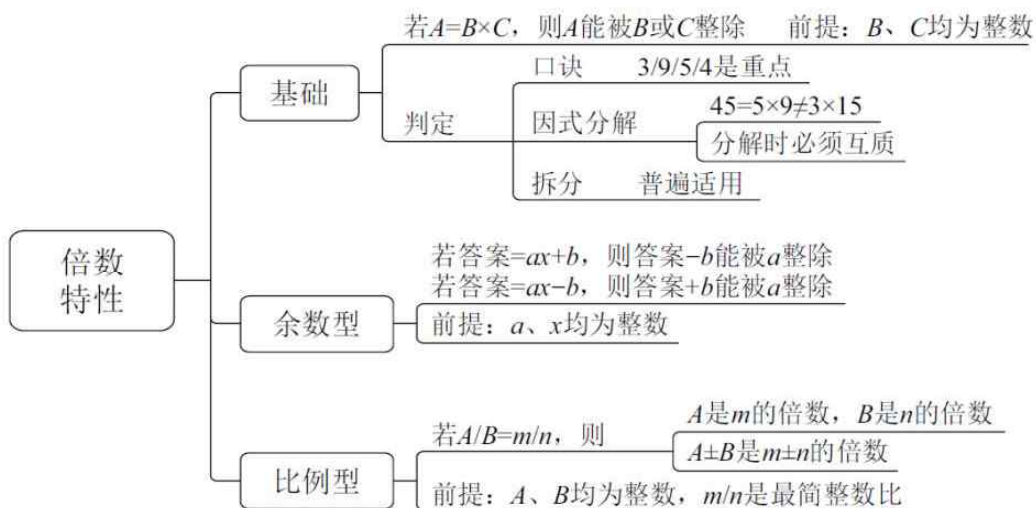 倍数
特性
基础
若A=B×C，则A能被B或C整除 前提：B、C均为整数
判定
口诀 3/9/5/4是重点
因式分解
45=5×9≠3×15
分解时必须互质
拆分 普遍适用
余数型
若答案=ax+b，则答案−b能被a整除
若答案=ax−b，则答案+b能被a整除
前提：a、x均为整数
比例型
若A/B=m/n，则
A是m的倍数，B是n的倍数
A±B是m±n的倍数
前提：A、B均为整数，m/n是最简整数比